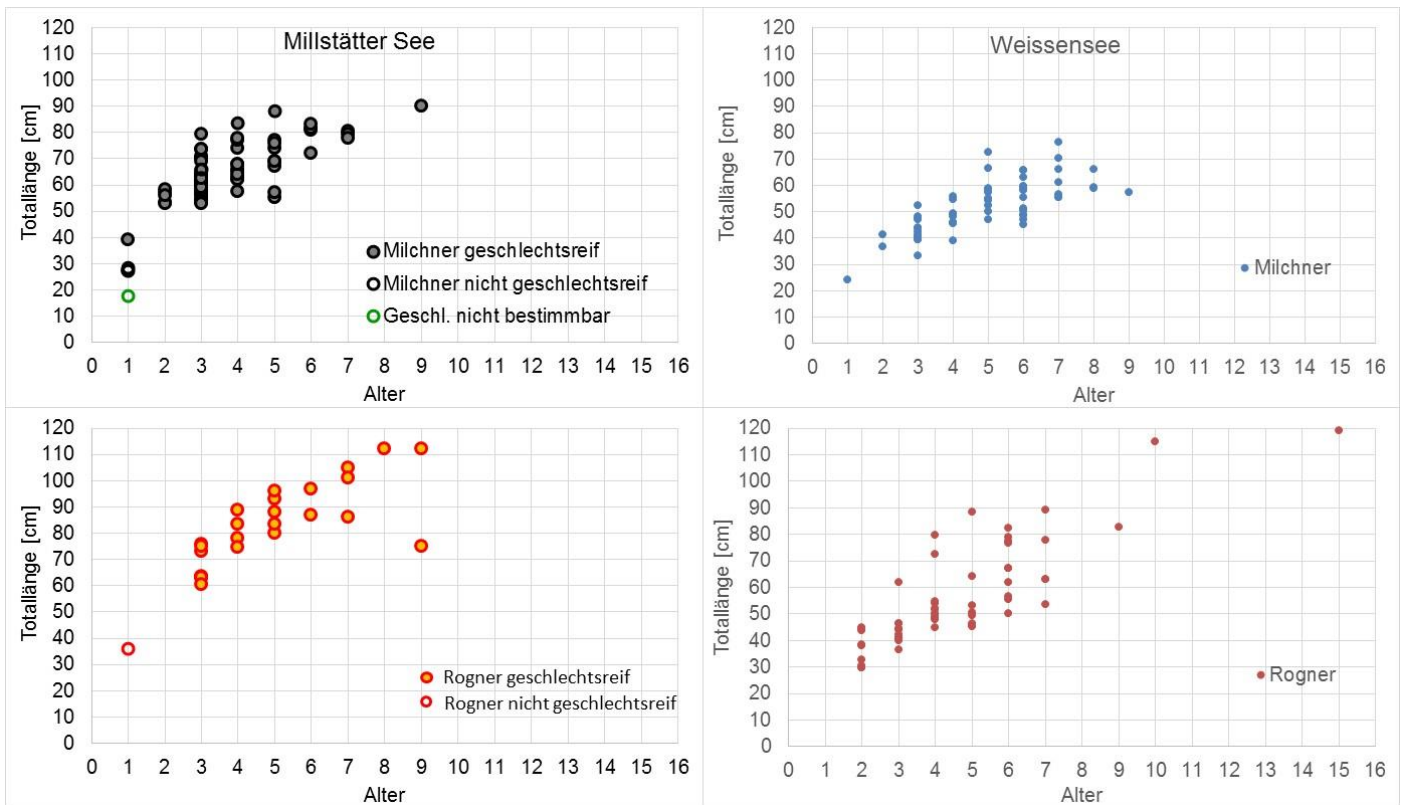 Millstätter See
120
110
100
90
80
70
60
50
40
30
20
10
0
Totallänge [cm]
Milchner geschlechtsreif
Milchner nicht geschlechtsreif
Geschl. nicht bestimmbar
0 1 2 3 4 5 6 7 8 9 10 11 12 13 14 15 16
Alter
Weissensee
120
110
100
90
80
70
60
50
40
30
20
10
0
Totallänge [cm]
Milchner
0 1 2 3 4 5 6 7 8 9 10 11 12 13 14 15 16
Alter
120
110
100
90
80
70
60
50
40
30
20
10
0
Totallänge [cm]
Rogner geschlechtsreif
Rogner nicht geschlechtsreif
0 1 2 3 4 5 6 7 8 9 10 11 12 13 14 15 16
Alter
120
110
100
90
80
70
60
50
40
30
20
10
0
Totallänge [cm]
Rogner
0 1 2 3 4 5 6 7 8 9 10 11 12 13 14 15 16
Alter